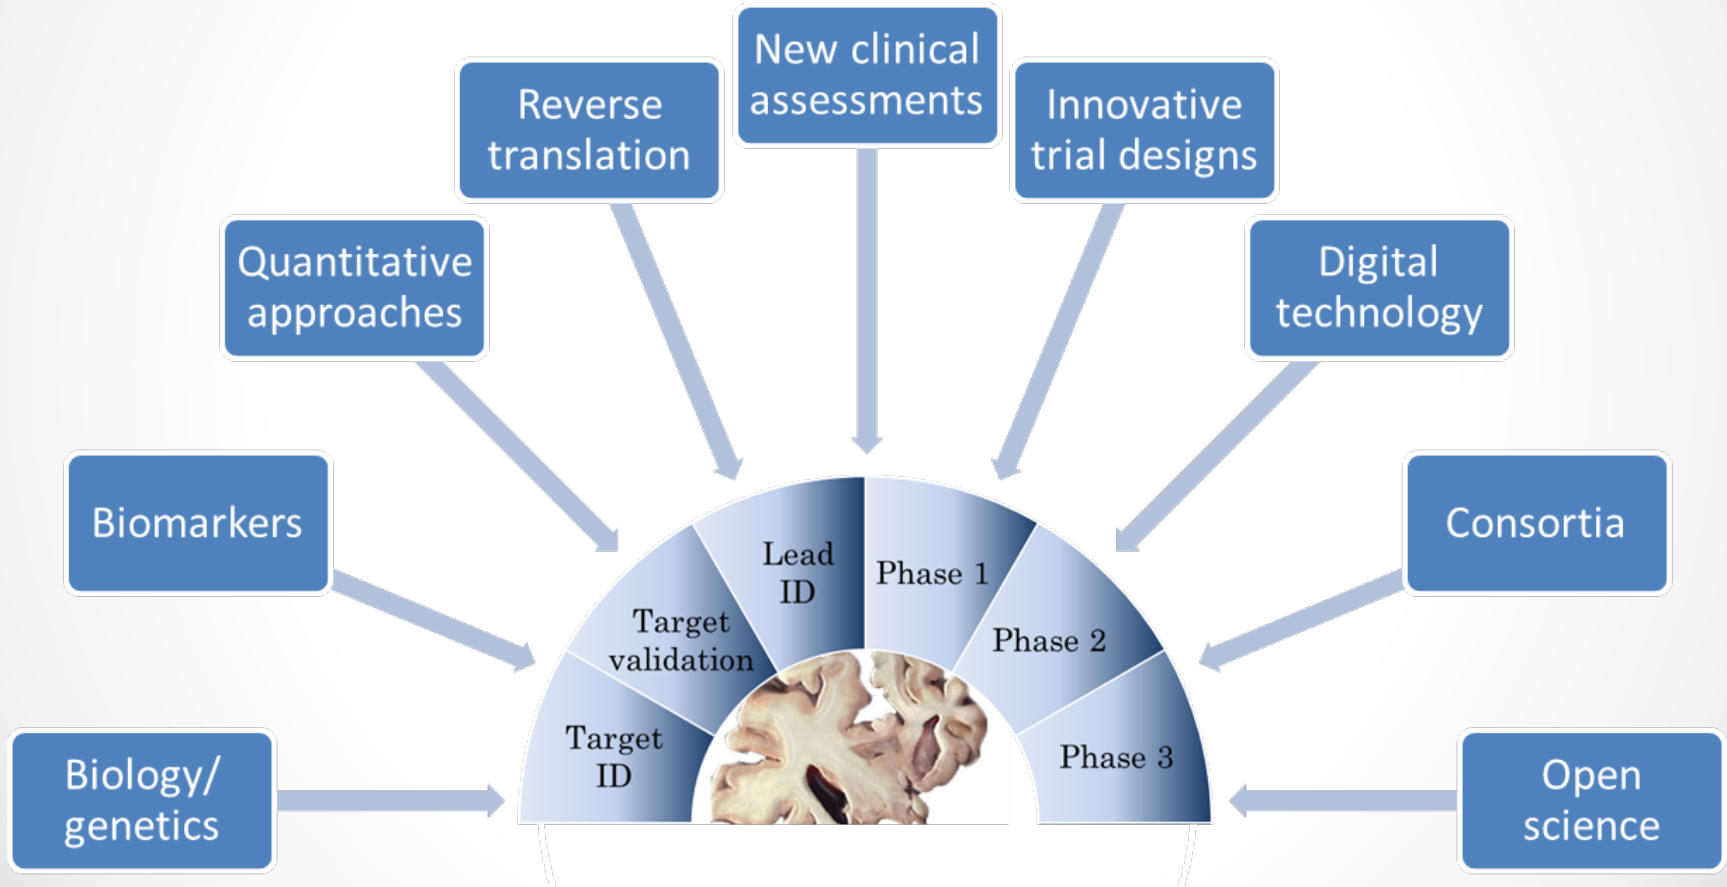 New clinical
assessments
Reverse
translation
Innovative
trial designs
Quantitative
approaches
Digital
technology
Biomarkers
Consortia
Biology/
genetics
Open
science
Target
ID
Target
validation
Lead
ID
Phase 1
Phase 2
Phase 3